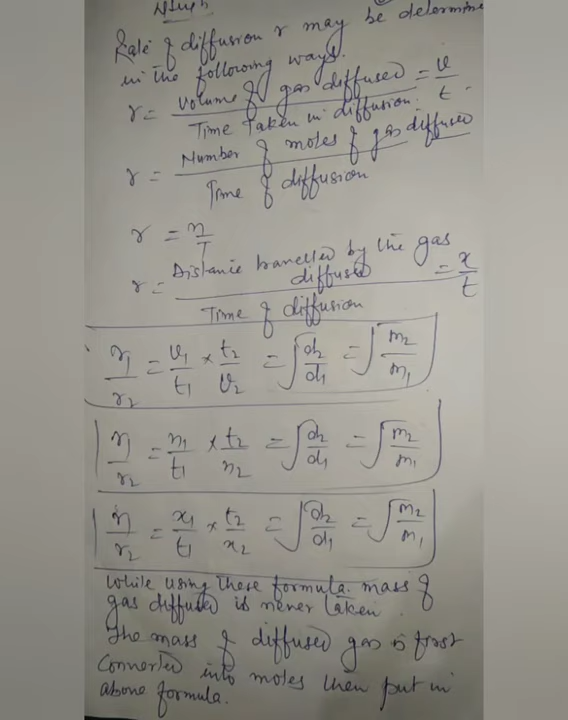 Rate of diffusion r may be determine
in the following ways.
r = Volume of gas diffused / Time Taken in diffusion. = v/t.
r = Number of moles of gas diffused / Time of diffusion
r = n/T
r = Distance travelled by the gas diffused / Time of diffusion = x/t
r₁/r₂ = v₁/t₁ × t₂/v₂ = √(d₂/d₁) = √(m₂/m₁)
r₁/r₂ = n₁/t₁ × t₂/n₂ = √(d₂/d₁) = √(m₂/m₁)
r₁/r₂ = x₁/t₁ × t₂/x₂ = √(d₂/d₁) = √(m₂/m₁)
While using these formula. mass of
gas diffused is never taken.
The mass of diffused gas is first
converted into moles then put in
above formula.